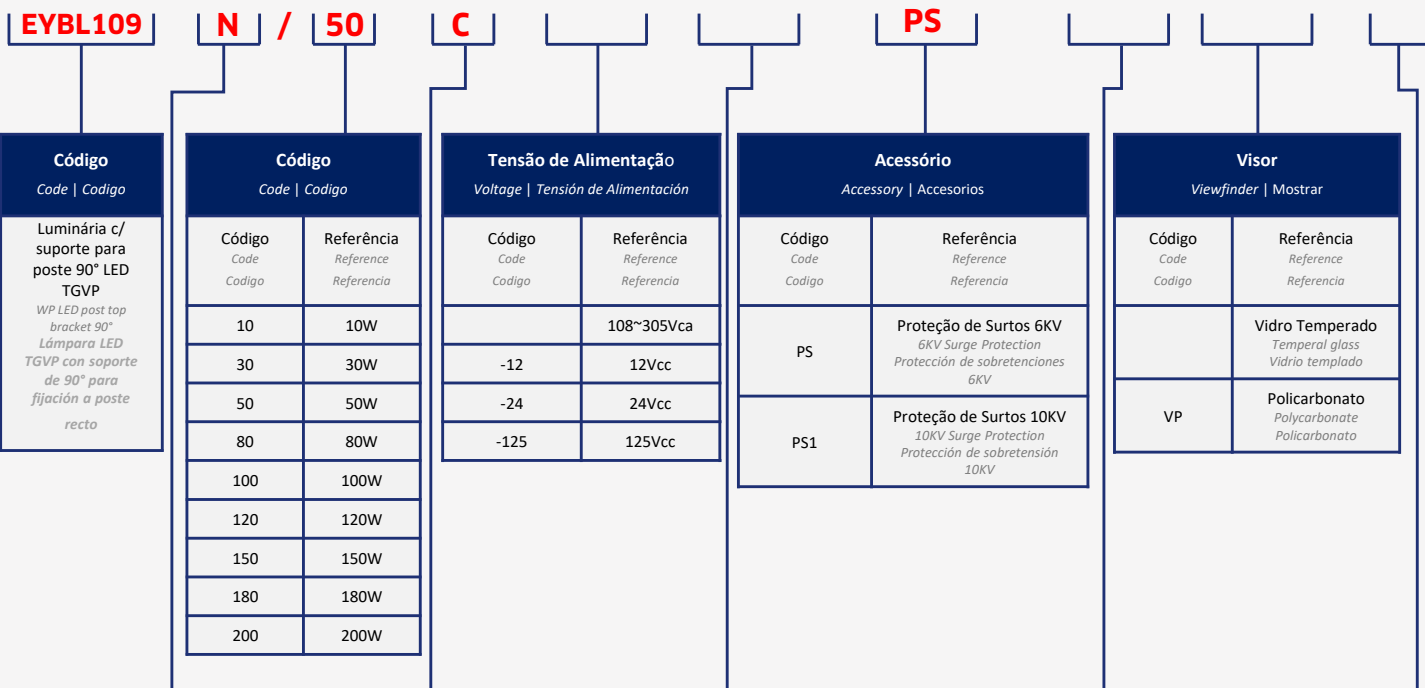 EYBL109 N / 50 C PS
Código
Code | Codigo
Luminária c/
suporte para
poste 90° LED
TGVP
WP LED post top
bracket 90°
Lámpara LED
TGVP con soporte
de 90° para
fijación a poste
recto
Código
Code | Codigo
Código Referência
Code Reference
Codigo Referencia
10 10W
30 30W
50 50W
80 80W
100 100W
120 120W
150 150W
180 180W
200 200W
Tensão de Alimentação
Voltage | Tensión de Alimentación
Código Referência
Code Reference
Codigo Referencia
108~305Vca
-12 12Vcc
-24 24Vcc
-125 125Vcc
Acessório
Accessory | Accesorios
Código Referência
Code Reference
Codigo Referencia
PS Proteção de Surtos 6KV
6KV Surge Protection
Protección de sobretenciones
6KV
PS1 Proteção de Surtos 10KV
10KV Surge Protection
Protección de sobretensión
10KV
Visor
Viewfinder | Mostrar
Código Referência
Code Reference
Codigo Referencia
Vidro Temperado
Temperal glass
Vidrio templado
VP Policarbonato
Polycarbonate
Policarbonato